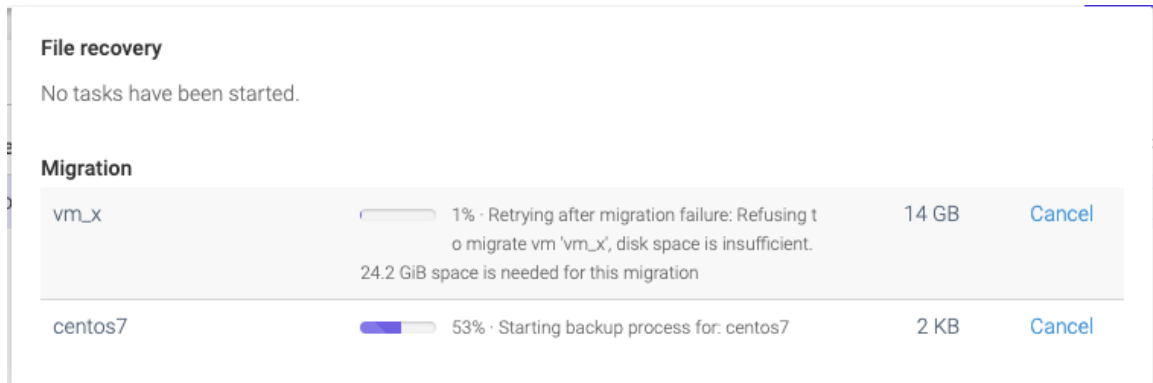 File recovery
No tasks have been started.
Migration
vm_x 1% · Retrying after migration failure: Refusing t 14 GB Cancel
o migrate vm 'vm_x', disk space is insufficient.
24.2 GiB space is needed for this migration
centos7 53% · Starting backup process for: centos7 2 KB Cancel